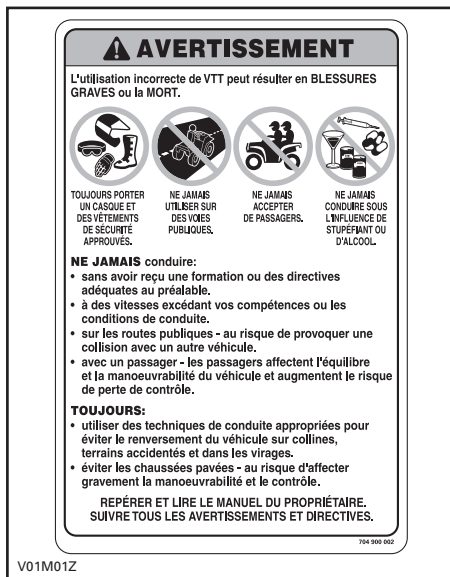 AVERTISSEMENT
L'utilisation incorrecte de VTT peut résulter en BLESSURES
GRAVES ou la MORT.
TOUJOURS PORTER
UN CASQUE ET
DES VÊTEMENTS
DE SÉCURITÉ
APPROUVÉS.
NE JAMAIS
UTILISER SUR
DES VOIES
PUBLIQUES.
NE JAMAIS
ACCEPTER
DE PASSAGERS.
NE JAMAIS
CONDUIRE SOUS
L'INFLUENCE DE
STUPÉFIANT OU
D'ALCOOL.
NE JAMAIS conduire:
• sans avoir reçu une formation ou des directives
adéquates au préalable.
• à des vitesses excédant vos compétences ou les
conditions de conduite.
• sur les routes publiques - au risque de provoquer une
collision avec un autre véhicule.
• avec un passager - les passagers affectent l'équilibre
et la manoeuvrabilité du véhicule et augmentent le risque
de perte de contrôle.
TOUJOURS:
• utiliser des techniques de conduite appropriées pour
éviter le renversement du véhicule sur collines,
terrains accidentés et dans les virages.
• éviter les chaussées pavées - au risque d'affecter
gravement la manoeuvrabilité et le contrôle.
REPÉRER ET LIRE LE MANUEL DU PROPRIÉTAIRE.
SUIVRE TOUS LES AVERTISSEMENTS ET DIRECTIVES.
704 900 002
V01M01Z